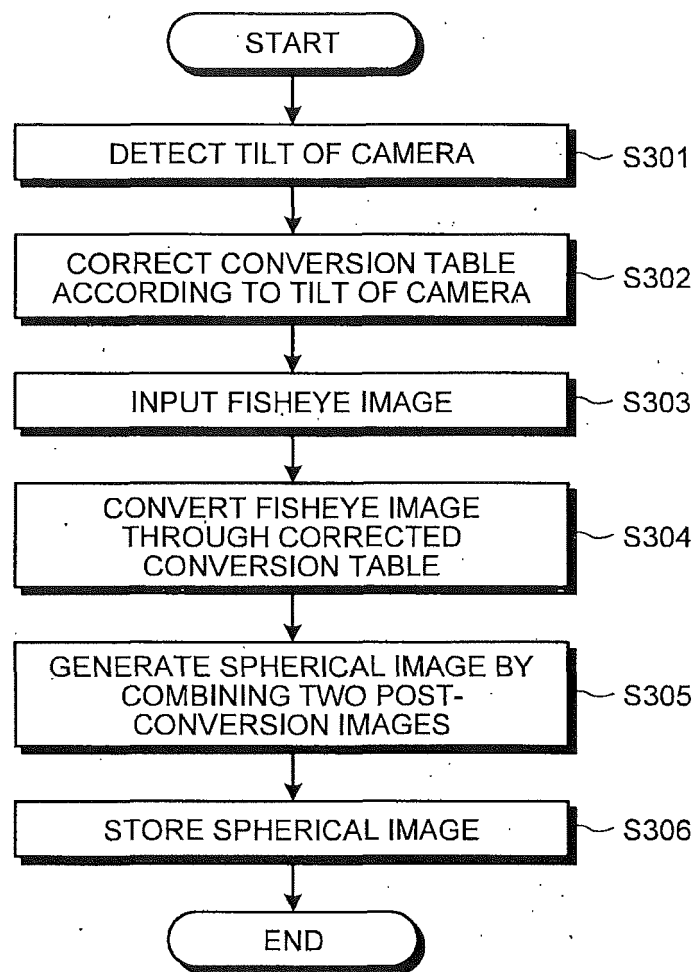 START
DETECT TILT OF CAMERA
S301
CORRECT CONVERSION TABLE
ACCORDING TO TILT OF CAMERA
S302
INPUT FISHEYE IMAGE
S303
CONVERT FISHEYE IMAGE
THROUGH CORRECTED
CONVERSION TABLE
S304
GENERATE SPHERICAL IMAGE BY
COMBINING TWO POST-
CONVERSION IMAGES
S305
STORE SPHERICAL IMAGE
S306
END